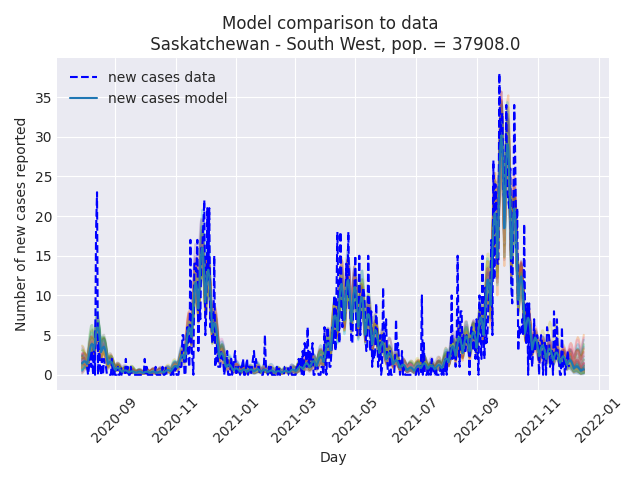 Model comparison to data
Saskatchewan - South West, pop. = 37908.0
new cases data
new cases model
Number of new cases reported
35
30
25
20
15
10
5
0
2020-09
2020-11
2021-01
2021-03
2021-05
2021-07
2021-09
2021-11
2022-01
Day